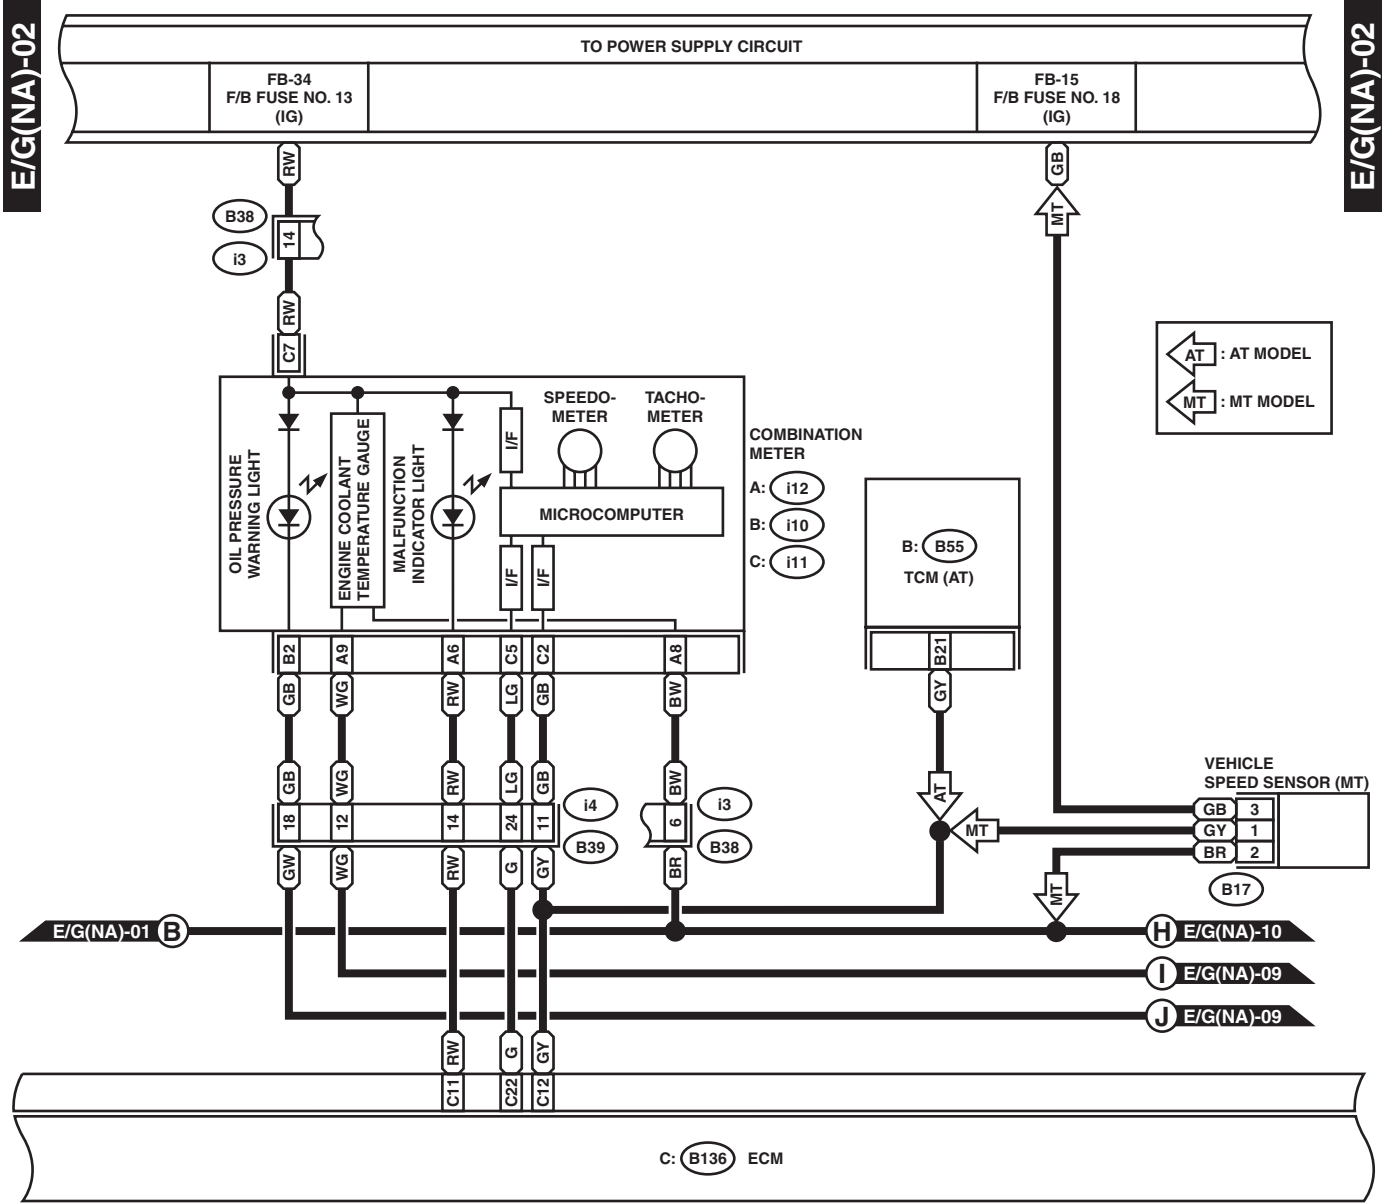 E/G(NA)-02
E/G(NA)-02
TO POWER SUPPLY CIRCUIT
FB-34
F/B FUSE NO. 13
(IG)
FB-15
F/B FUSE NO. 18
(IG)
RW
GB
MT
B38
14
i3
RW
C7
AT
: AT MODEL
MT
: MT MODEL
OIL PRESSURE
WARNING LIGHT
ENGINE COOLANT
TEMPERATURE GAUGE
MALFUNCTION
INDICATOR LIGHT
I/F
SPEEDO-
METER
TACHO-
METER
MICROCOMPUTER
I/F
I/F
COMBINATION
METER
A: i12
B: i10
C: i11
B: B55
TCM (AT)
B2 A9 A6 C5 C2 A8
B21
GB WG RW LG GB BW
GY
AT
GB WG RW LG GB BW
18 12 14 24 11
i4
B39
6
i3
B38
GW WG RW G GY BR
MT
VEHICLE
SPEED SENSOR (MT)
GB 3
GY 1
BR 2
MT
B17
E/G(NA)-01 B
H E/G(NA)-10
I E/G(NA)-09
J E/G(NA)-09
RW G GY
C11 C22 C12
C: B136 ECM